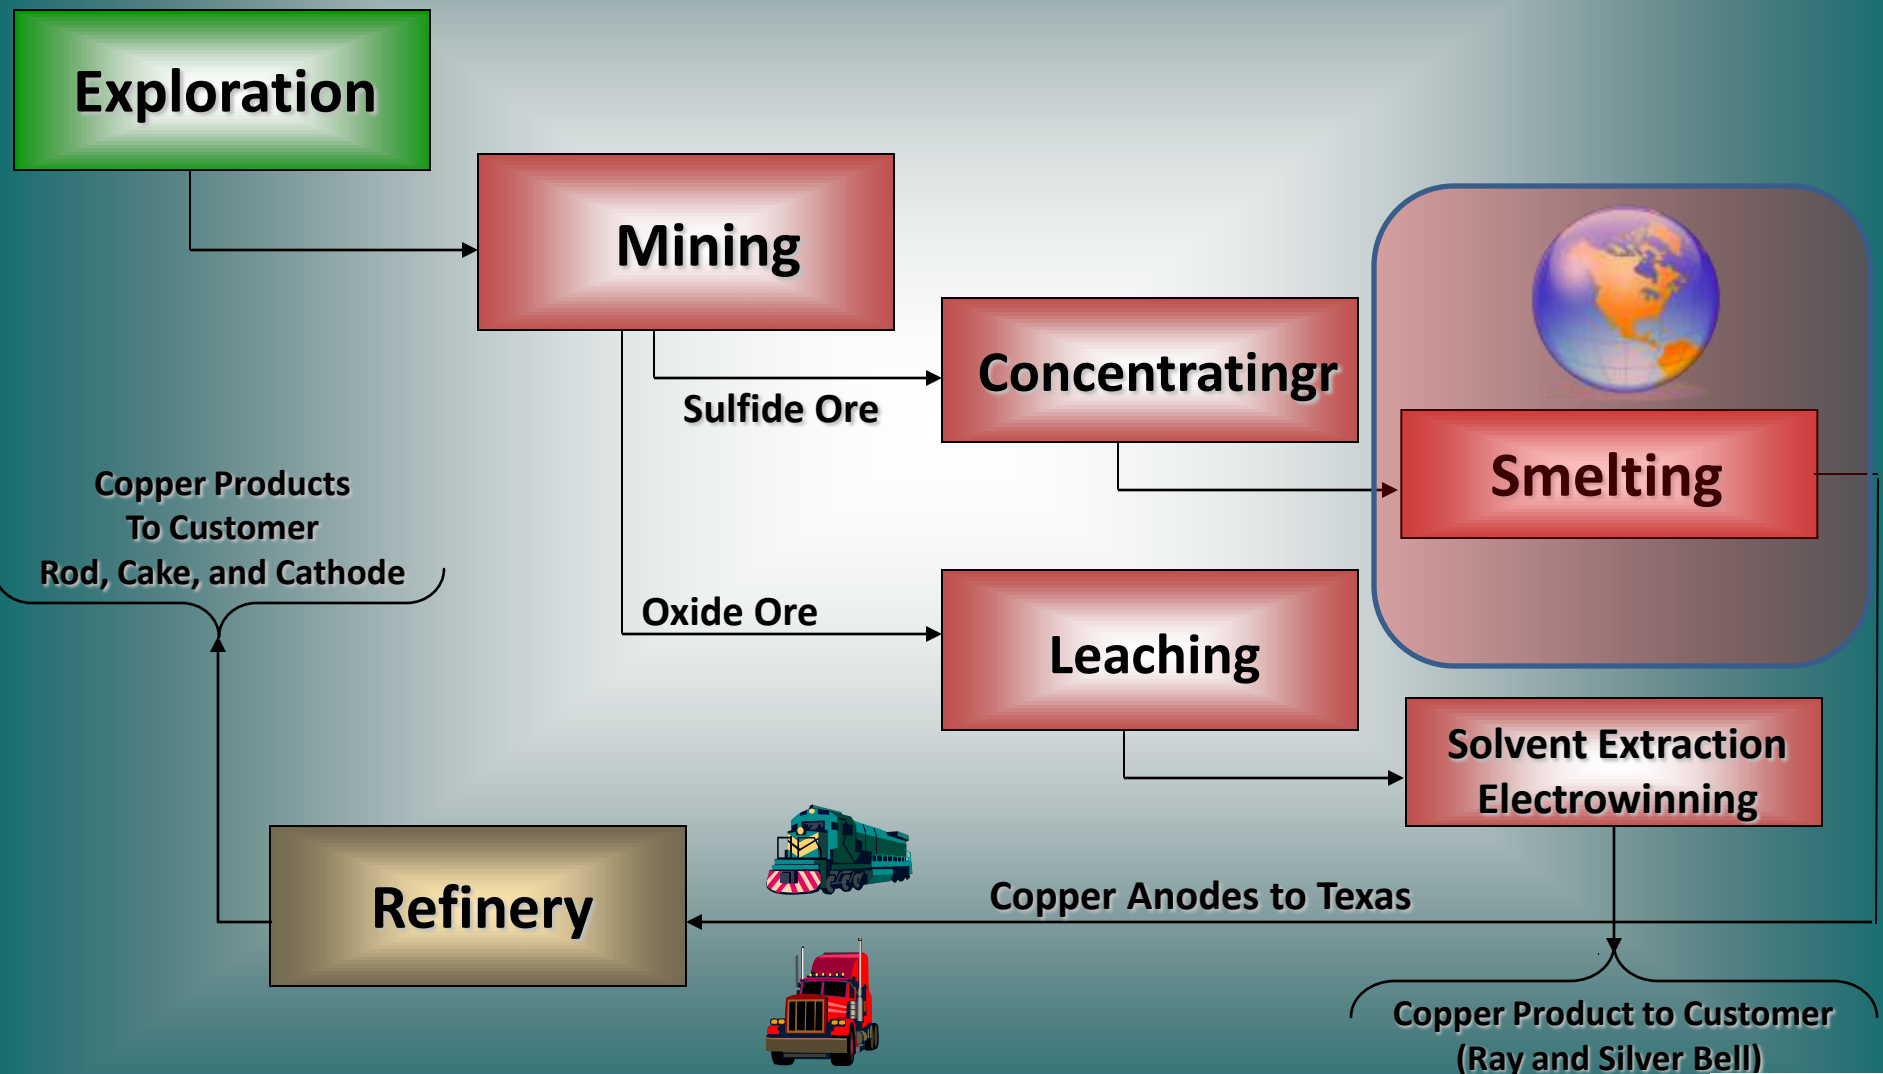 Exploration
Mining
Concentratingr
Sulfide Ore
Smelting
Copper Products
To Customer
Rod, Cake, and Cathode
Oxide Ore
Leaching
Solvent Extraction
Electrowinning
Refinery
Copper Anodes to Texas
Copper Product to Customer
(Ray and Silver Bell)